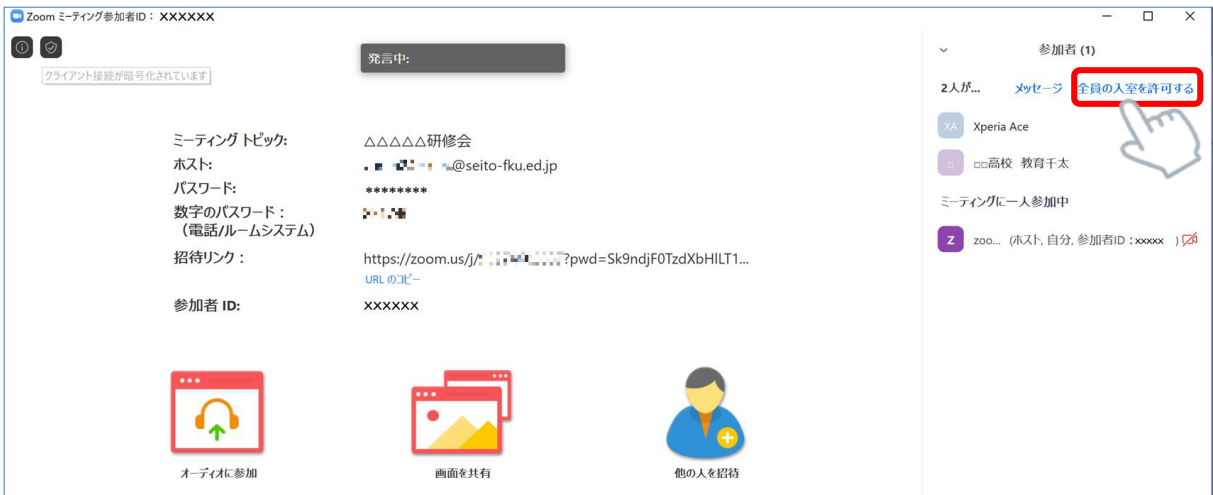 Zoom ミーティング参加者ID： XXXXXX
クライアント接続が暗号化されています
発言中:
ミーティング トピック: △△△△△研修会
ホスト: @seito-fku.ed.jp
パスワード: ********
数字のパスワード：
（電話/ルームシステム）
招待リンク： https://zoom.us/j/ ?pwd=Sk9ndjF0TzdXbHlLT1...
URL のコピー
参加者 ID: XXXXXX
オーディオに参加
画面を共有
他の人を招待
参加者 (1)
2人が... メッセージ 全員の入室を許可する
XA Xperia Ace
□ □□高校 教育千太
ミーティングに一人参加中
Z zoo... (ホスト, 自分, 参加者ID：xxxxx )